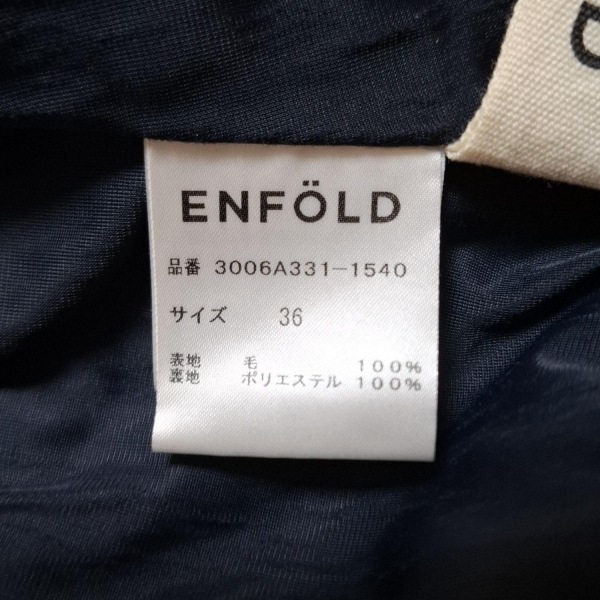 ENFÖLD
品番 3006A331-1540
サイズ 36
表地 毛 100%
裏地 ポリエステル 100%